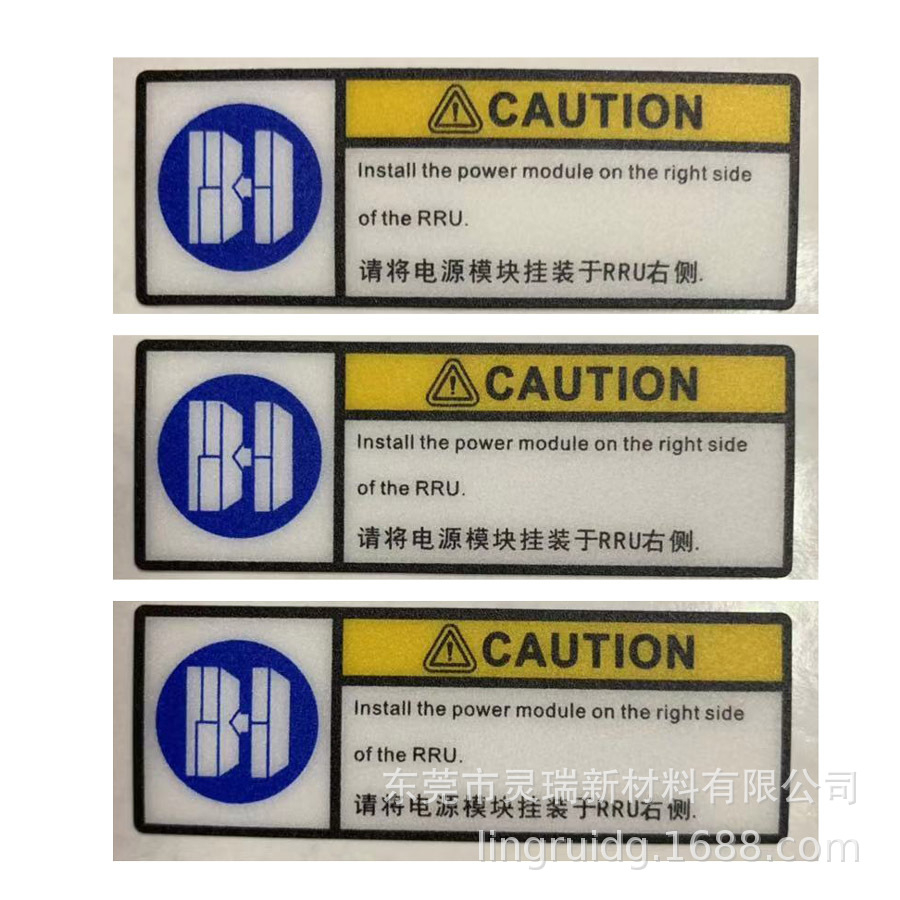 CAUTION
Install the power module on the right side
of the RRU.
请将电源模块挂装于RRU右侧.
CAUTION
Install the power module on the right side
of the RRU.
请将电源模块挂装于RRU右侧.
CAUTION
Install the power module on the right side
of the RRU.
东莞市灵瑞新材料有限公司
请将电源模块挂装于RRU右侧.
lingruidg.1688.com